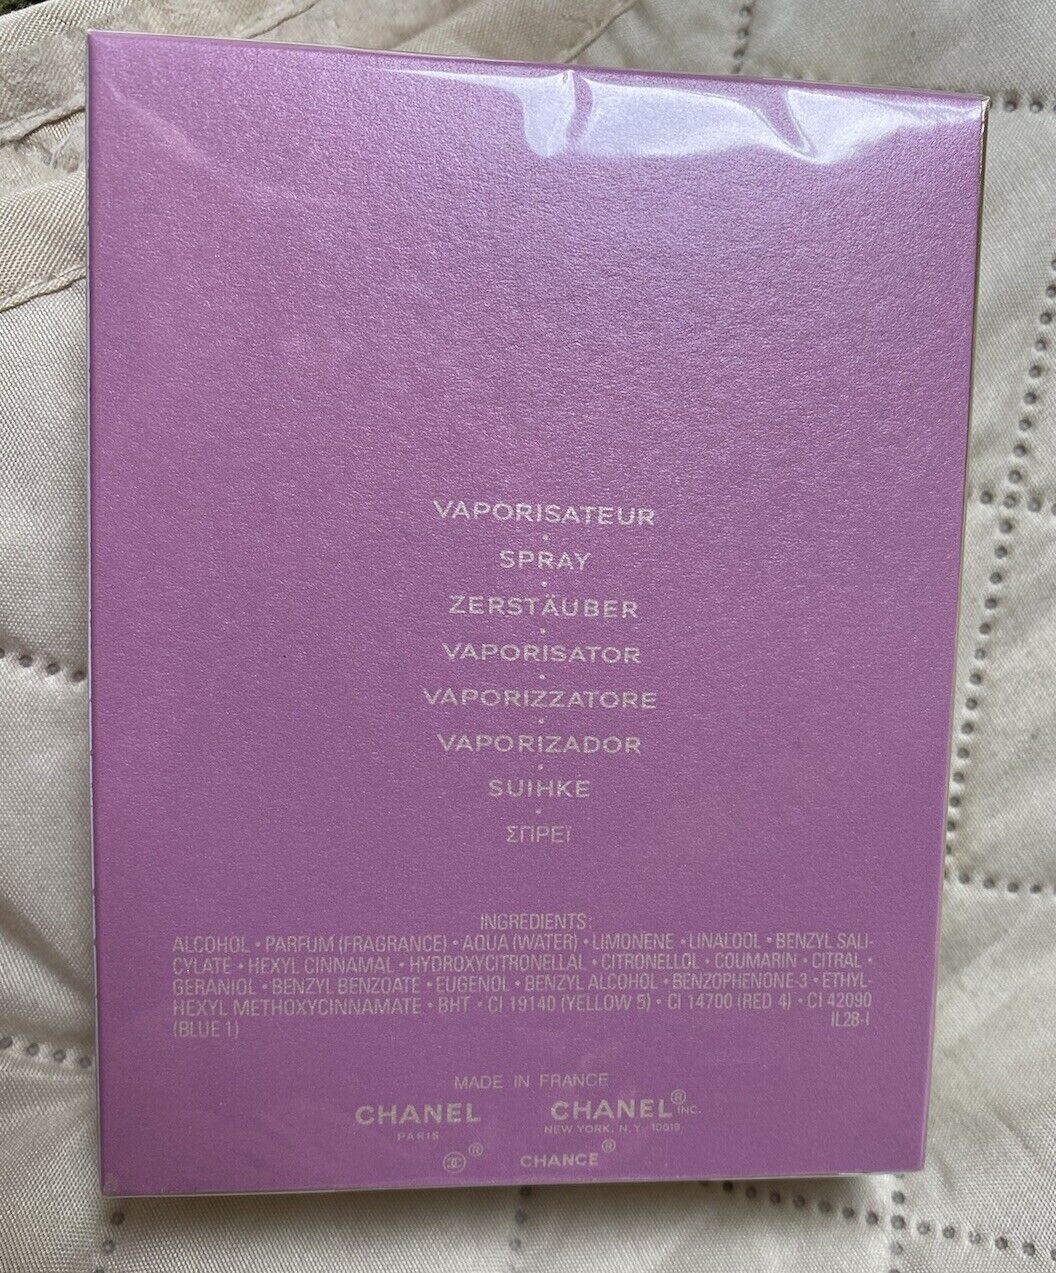 VAPORISATEUR
•
SPRAY
•
ZERSTÄUBER
•
VAPORISATOR
•
VAPORIZZATORE
•
VAPORIZADOR
•
SUIHKE
•
ΣΠΡΕΪ
INGREDIENTS:
ALCOHOL • PARFUM (FRAGRANCE) • AQUA (WATER) • LIMONENE • LINALOOL • BENZYL SALI-
CYLATE • HEXYL CINNAMAL • HYDROXYCITRONELLAL • CITRONELLOL • COUMARIN • CITRAL •
GERANIOL • BENZYL BENZOATE • EUGENOL • BENZYL ALCOHOL • BENZOPHENONE-3 • ETHYL-
HEXYL METHOXYCINNAMATE • BHT • CI 19140 (YELLOW 5) • CI 14700 (RED 4) • CI 42090
(BLUE 1) IL28-I
MADE IN FRANCE
CHANEL CHANEL® INC.
PARIS NEW YORK, N.Y. 10019
® CHANCE®